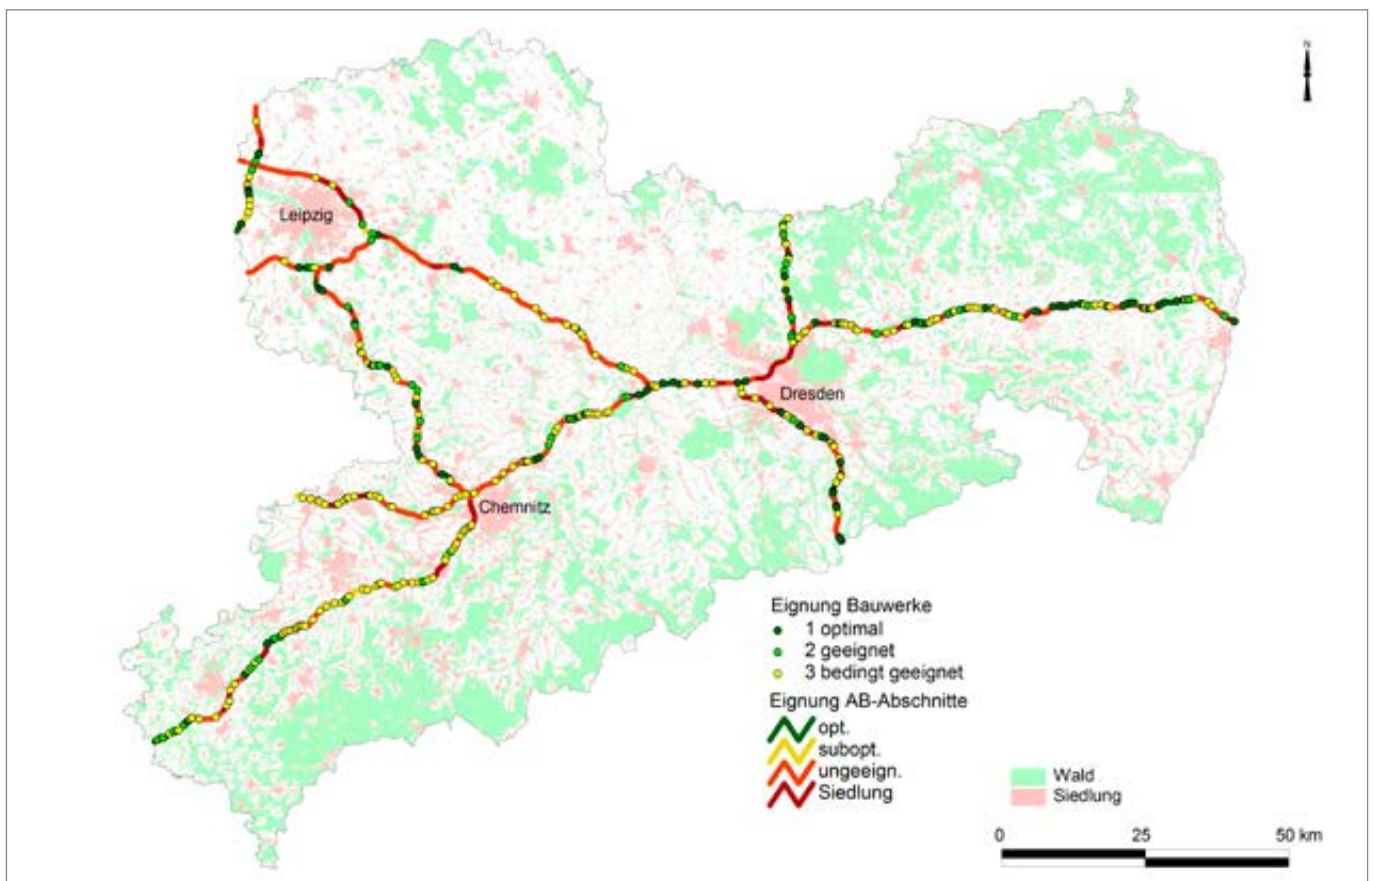 N
Leipzig
Dresden
Chemnitz
Eignung Bauwerke
1 optimal
2 geeignet
3 bedingt geeignet
Eignung AB-Abschnitte
opt.
subopt.
ungeeign.
Siedlung
Wald
Siedlung
0 25 50 km